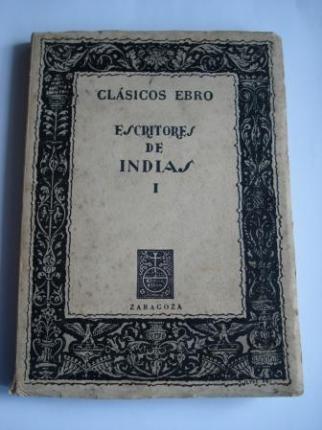 CLÁSICOS EBRO
ESCRITORES
DE
INDIAS
I
ZARAGOZA